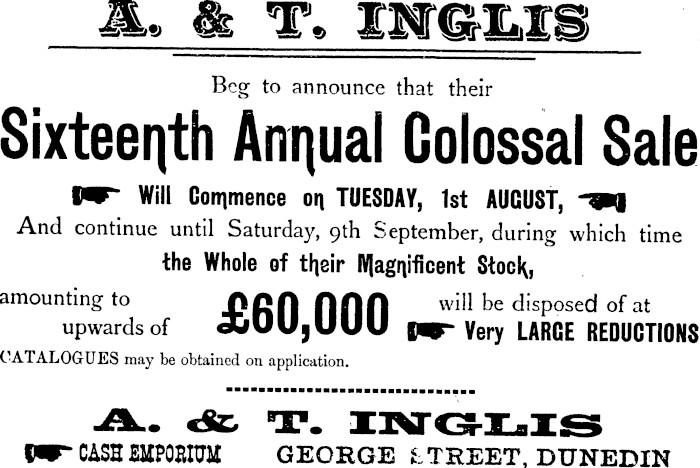 A. & T. INGLIS
Beg to announce that their
Sixteenth Annual Colossal Sale
Will Commence on TUESDAY, 1st AUGUST,
And continue until Saturday, 9th September, during which time
the Whole of their Magnificent Stock,
amounting to upwards of £60,000 will be disposed of at Very LARGE REDUCTIONS
CATALOGUES may be obtained on application.
A. & T. INGLIS
CASH EMPORIUM GEORGE STREET, DUNEDIN